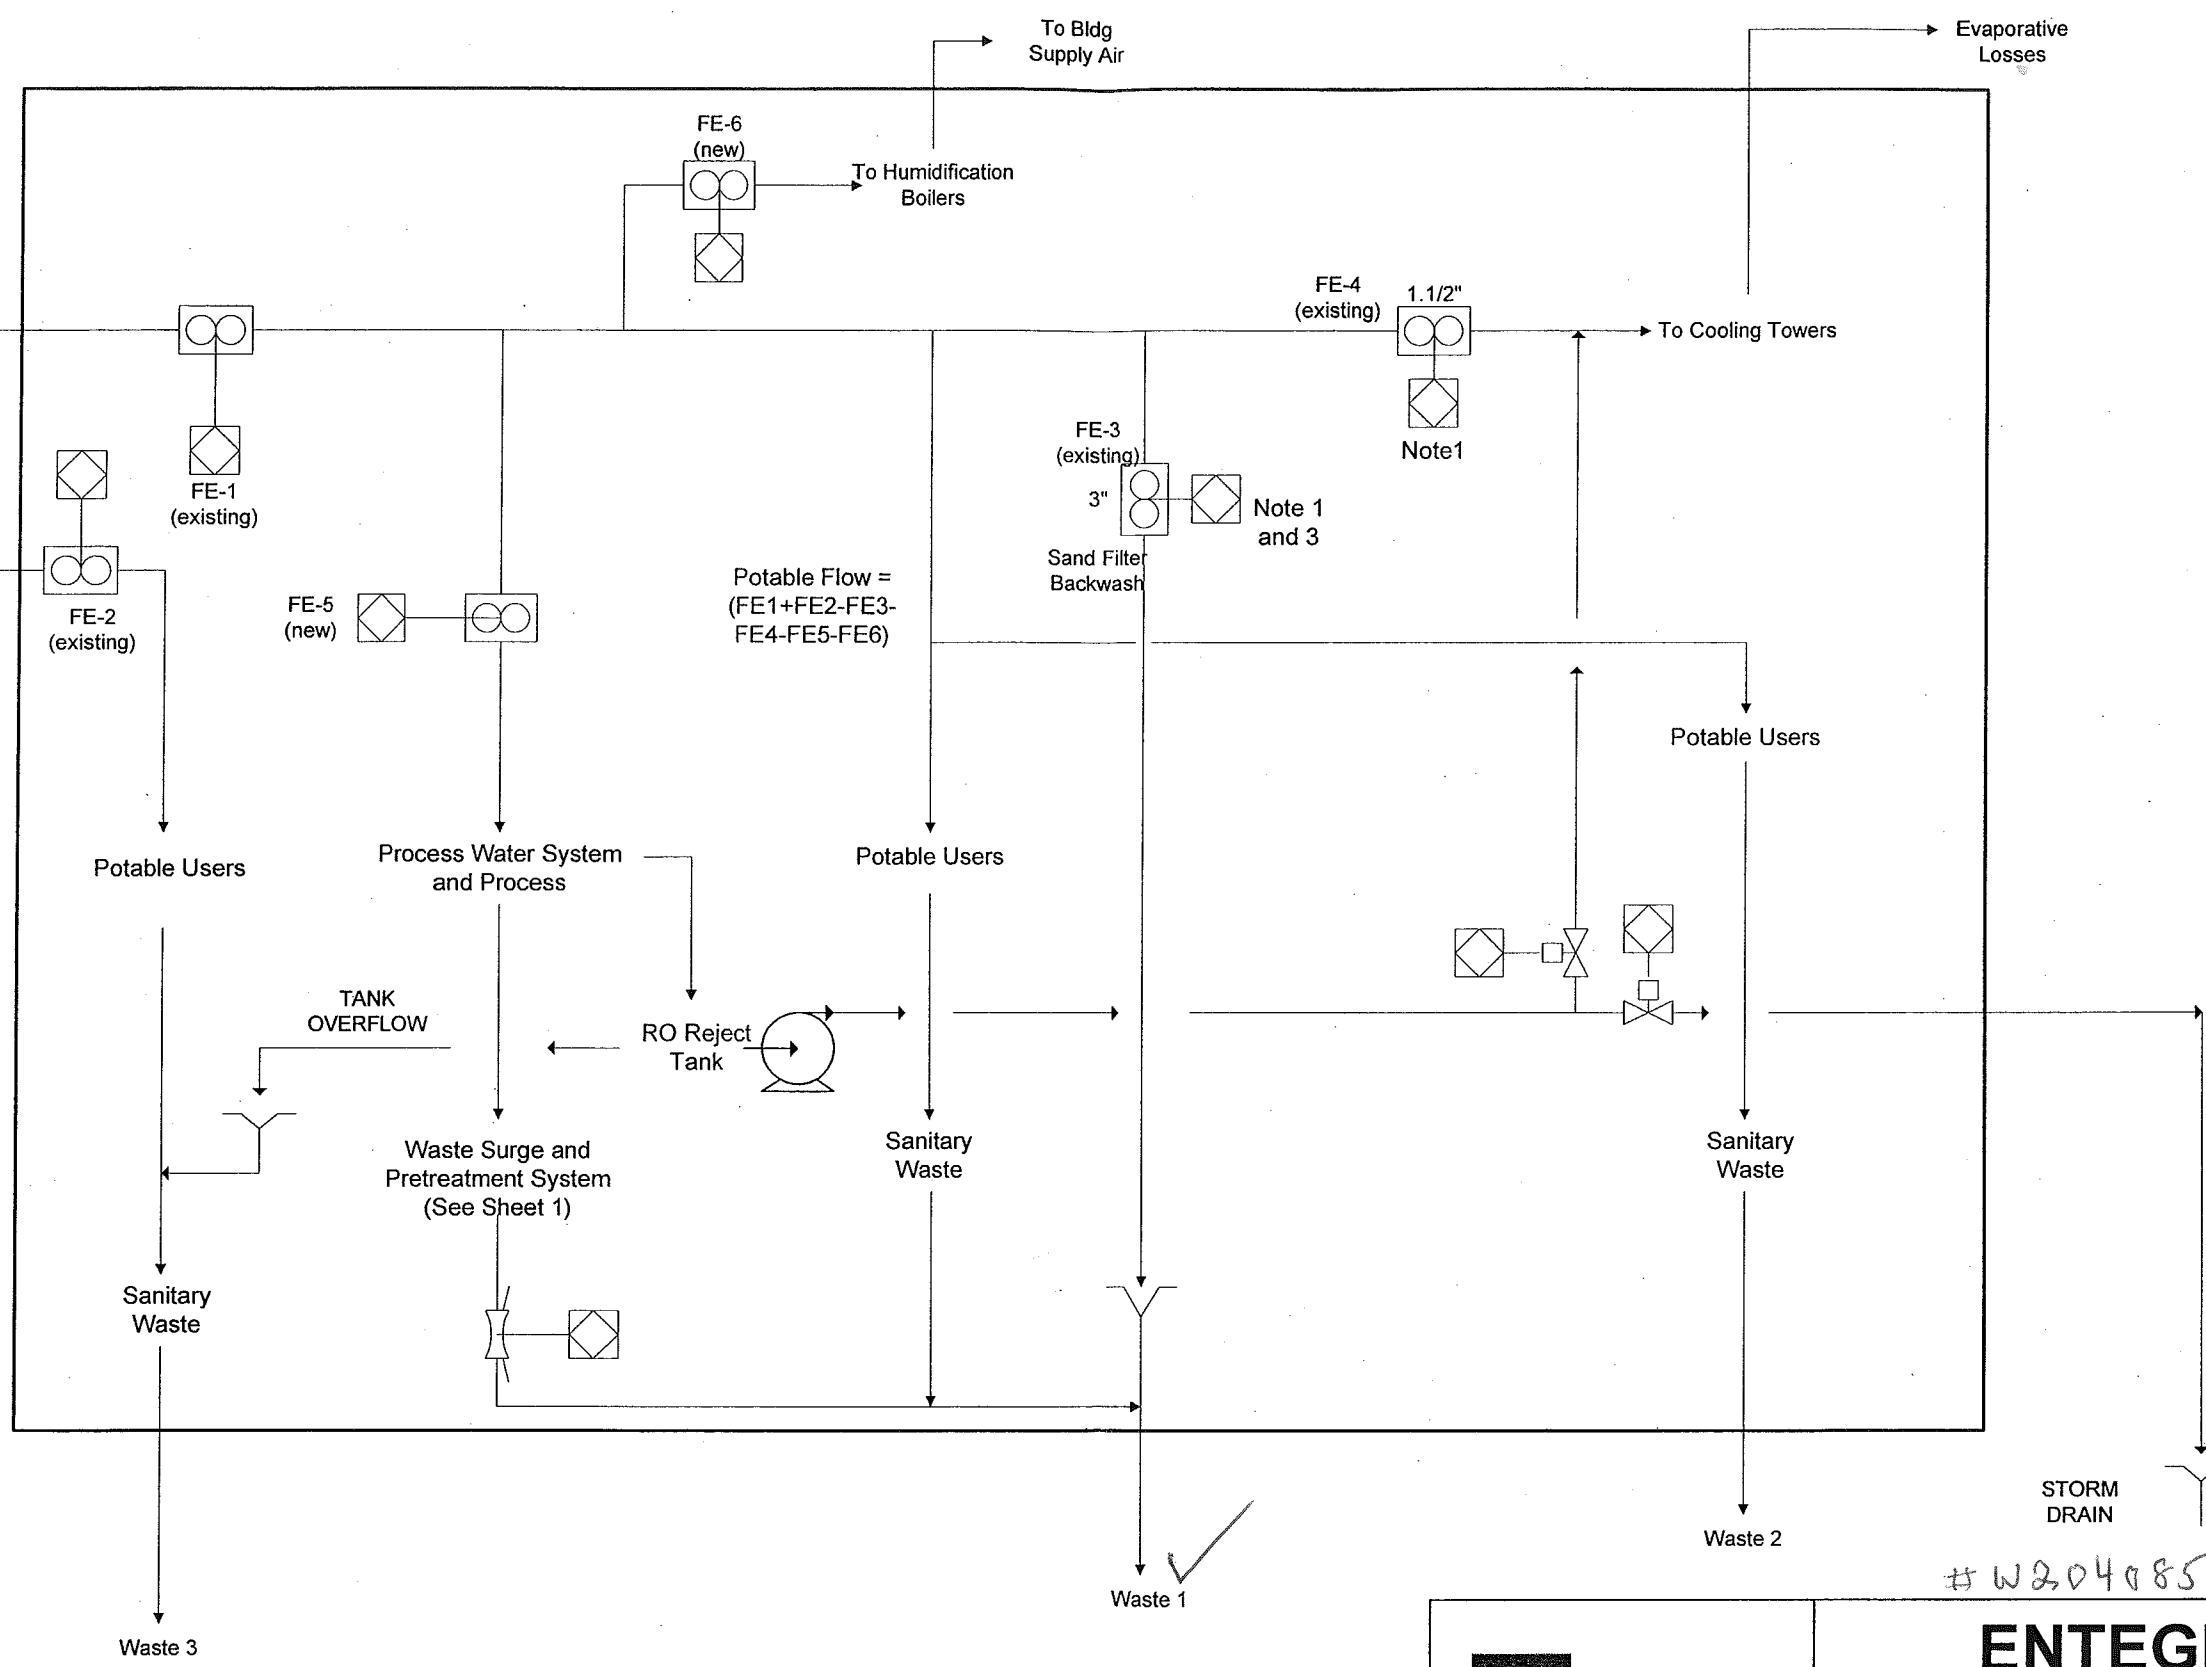 To Bldg
Supply Air
Evaporative
Losses
FE-6
(new)
To Humidification
Boilers
FE-4
(existing)
1.1/2"
To Cooling Towers
Note1
FE-1
(existing)
FE-3
(existing)
3"
Note 1
and 3
Sand Filter
Backwash
FE-2
(existing)
FE-5
(new)
Potable Flow =
(FE1+FE2-FE3-
FE4-FE5-FE6)
Potable Users
Potable Users
Process Water System
and Process
Potable Users
TANK
OVERFLOW
RO Reject
Tank
Waste Surge and
Pretreatment System
(See Sheet 1)
Sanitary
Waste
Sanitary
Waste
Sanitary
Waste
STORM
DRAIN
Waste 2
Waste 1
Waste 3
# W204085